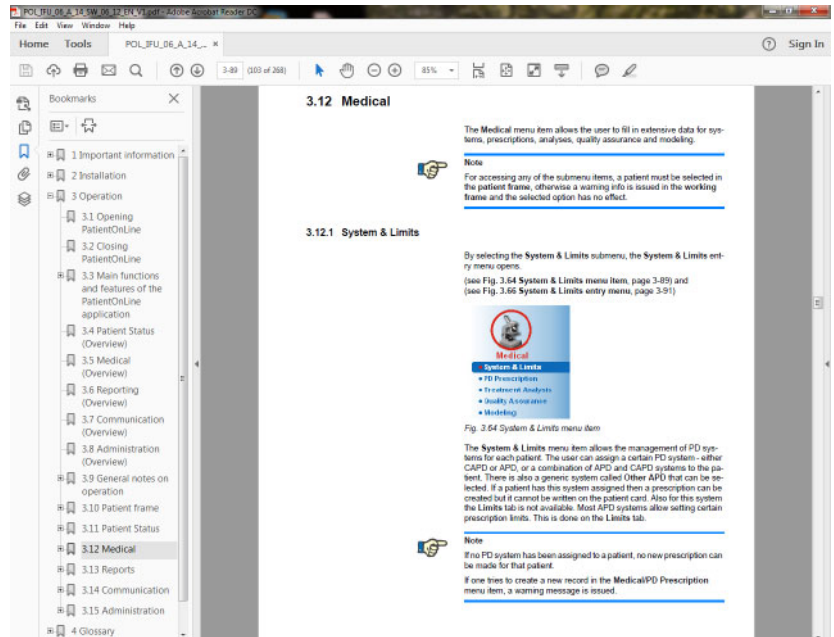 POL_IFU_06_A_14_SW_06_12_EN_V1.pdf - Adobe Acrobat Reader DC
File Edit View Window Help
Home Tools POL_IFU_06_A_14_... ×
Sign In
3-89 (103 of 268)
85%
Bookmarks
1 Important information
2 Installation
3 Operation
3.1 Opening
PatientOnLine
3.2 Closing
PatientOnLine
3.3 Main functions
and features of the
PatientOnLine
application
3.4 Patient Status
(Overview)
3.5 Medical
(Overview)
3.6 Reporting
(Overview)
3.7 Communication
(Overview)
3.8 Administration
(Overview)
3.9 General notes on
operation
3.10 Patient frame
3.11 Patient Status
3.12 Medical
3.13 Reports
3.14 Communication
3.15 Administration
4 Glossary
3.12 Medical
The Medical menu item allows the user to fill in extensive data for sys-
tems, prescriptions, analyses, quality assurance and modeling.
Note
For accessing any of the submenu items, a patient must be selected in
the patient frame, otherwise a warning info is issued in the working
frame and the selected option has no effect.
3.12.1 System & Limits
By selecting the System & Limits submenu, the System & Limits ent-
ry menu opens.
(see Fig. 3.64 System & Limits menu item, page 3-89) and
(see Fig. 3.66 System & Limits entry menu, page 3-91)
Medical
System & Limits
PD Prescription
Treatment Analysis
Quality Assurance
Modeling
Fig. 3.64 System & Limits menu item
The System & Limits menu item allows the management of PD sys-
tems for each patient. The user can assign a certain PD system - either
CAPD or APD, or a combination of APD and CAPD systems to the pa-
tient. There is also a generic system called Other APD that can be se-
lected. If a patient has this system assigned then a prescription can be
created but it cannot be written on the patient card. Also for this system
the Limits tab is not available. Most APD systems allow setting certain
prescription limits. This is done on the Limits tab.
Note
If no PD system has been assigned to a patient, no new prescription can
be made for that patient.
If one tries to create a new record in the Medical/PD Prescription
menu item, a warning message is issued.